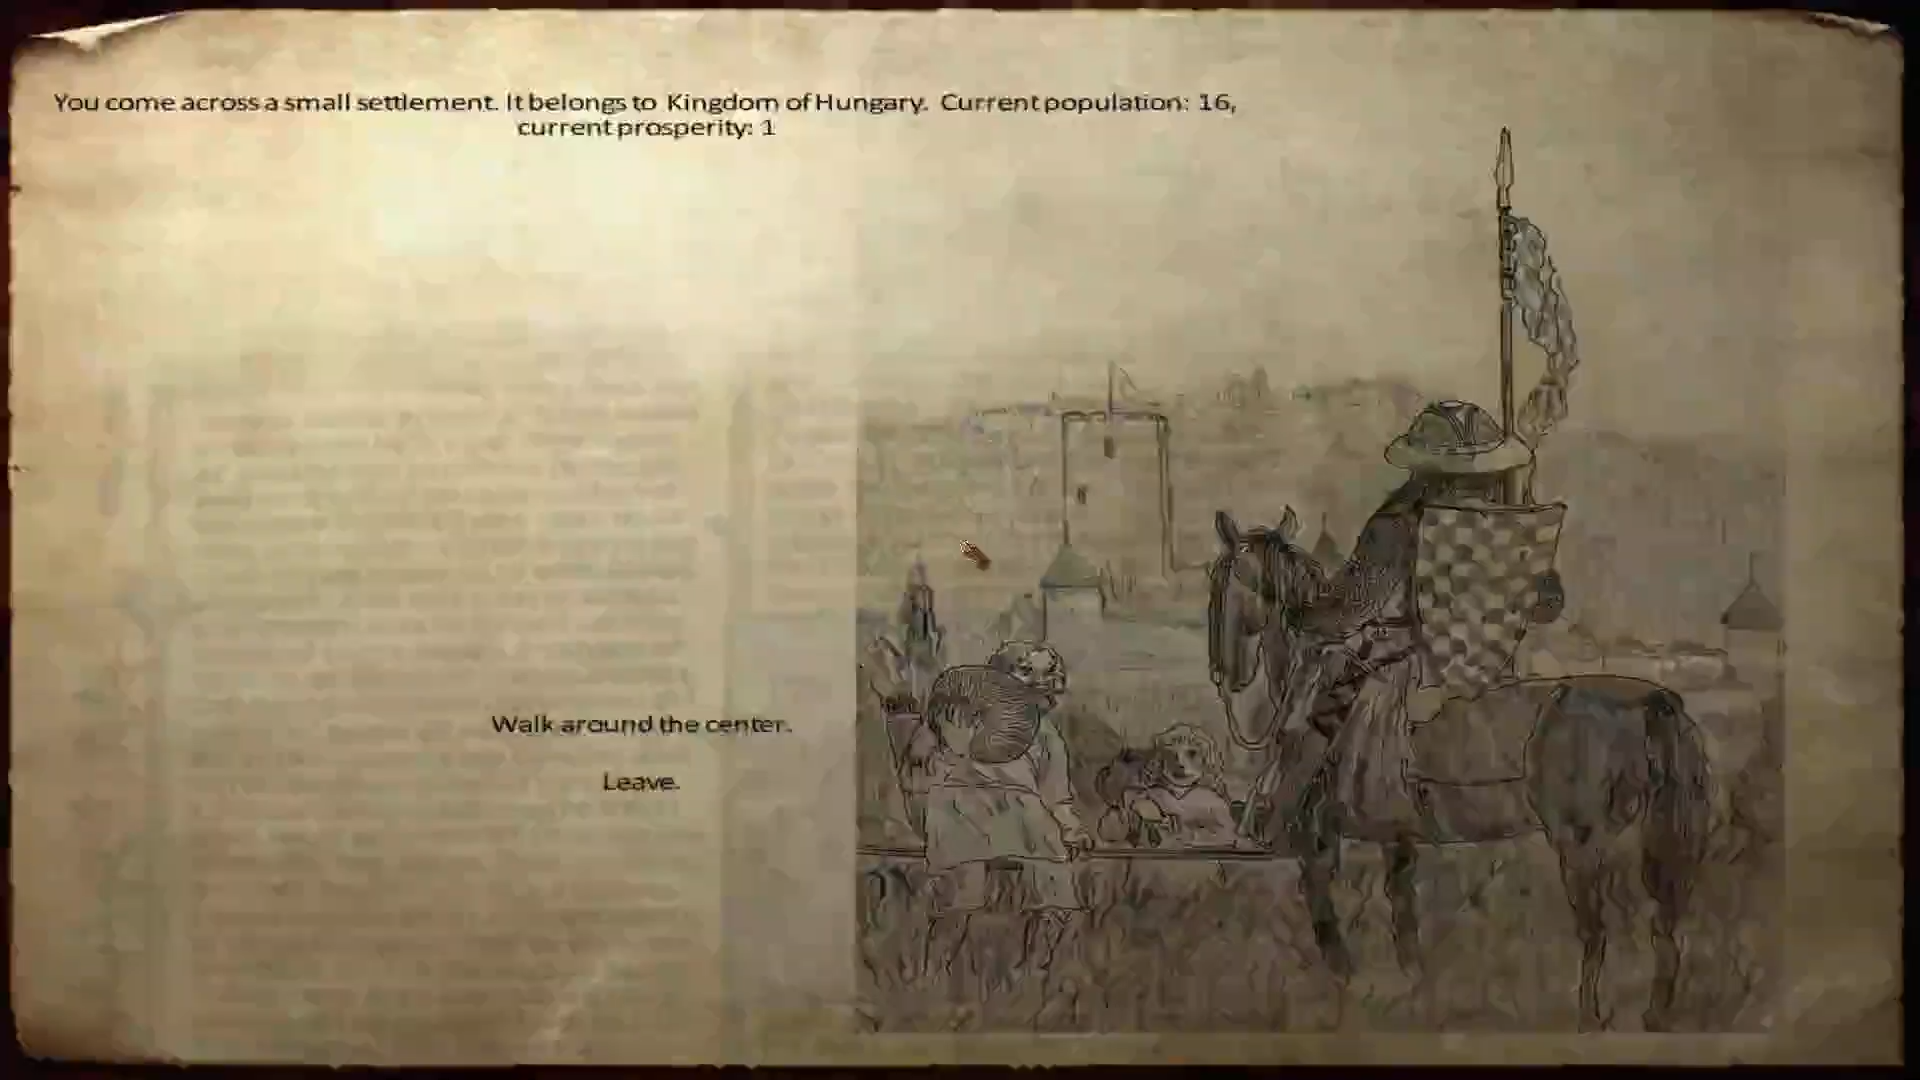 You come across a small settlement. It belongs to Kingdom of Hungary. Current population: 16,
current prosperity: 1
Walk around the center.
Leave.